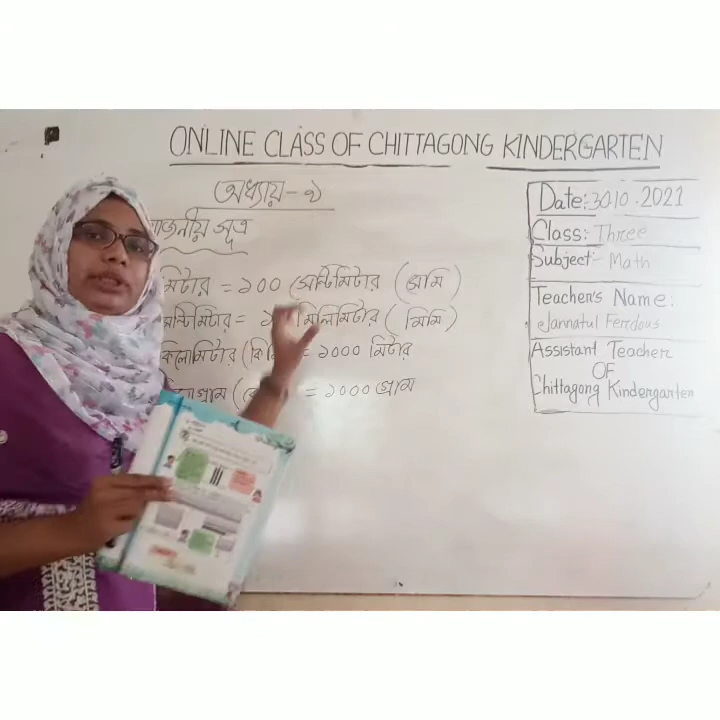 ONLINE CLASS OF CHITTAGONG KINDERGARTEN
অধ্যায়-৯
জনীয় সূত্র
মিটার = ১০০ সেন্টিমিটার (সেমি)
সেন্টিমিটার = মিলিমিটার (মিমি)
কিলোমিটার (কি = ১০০০ মিটার
গ্রাম = ১০০০ গ্রাম
Date: 30.10.2021
Class: Three
Subject:- Math
Teacher's Name:
Jannatul Ferdous
Assistant Teacher
OF
Chittagong Kindergarten